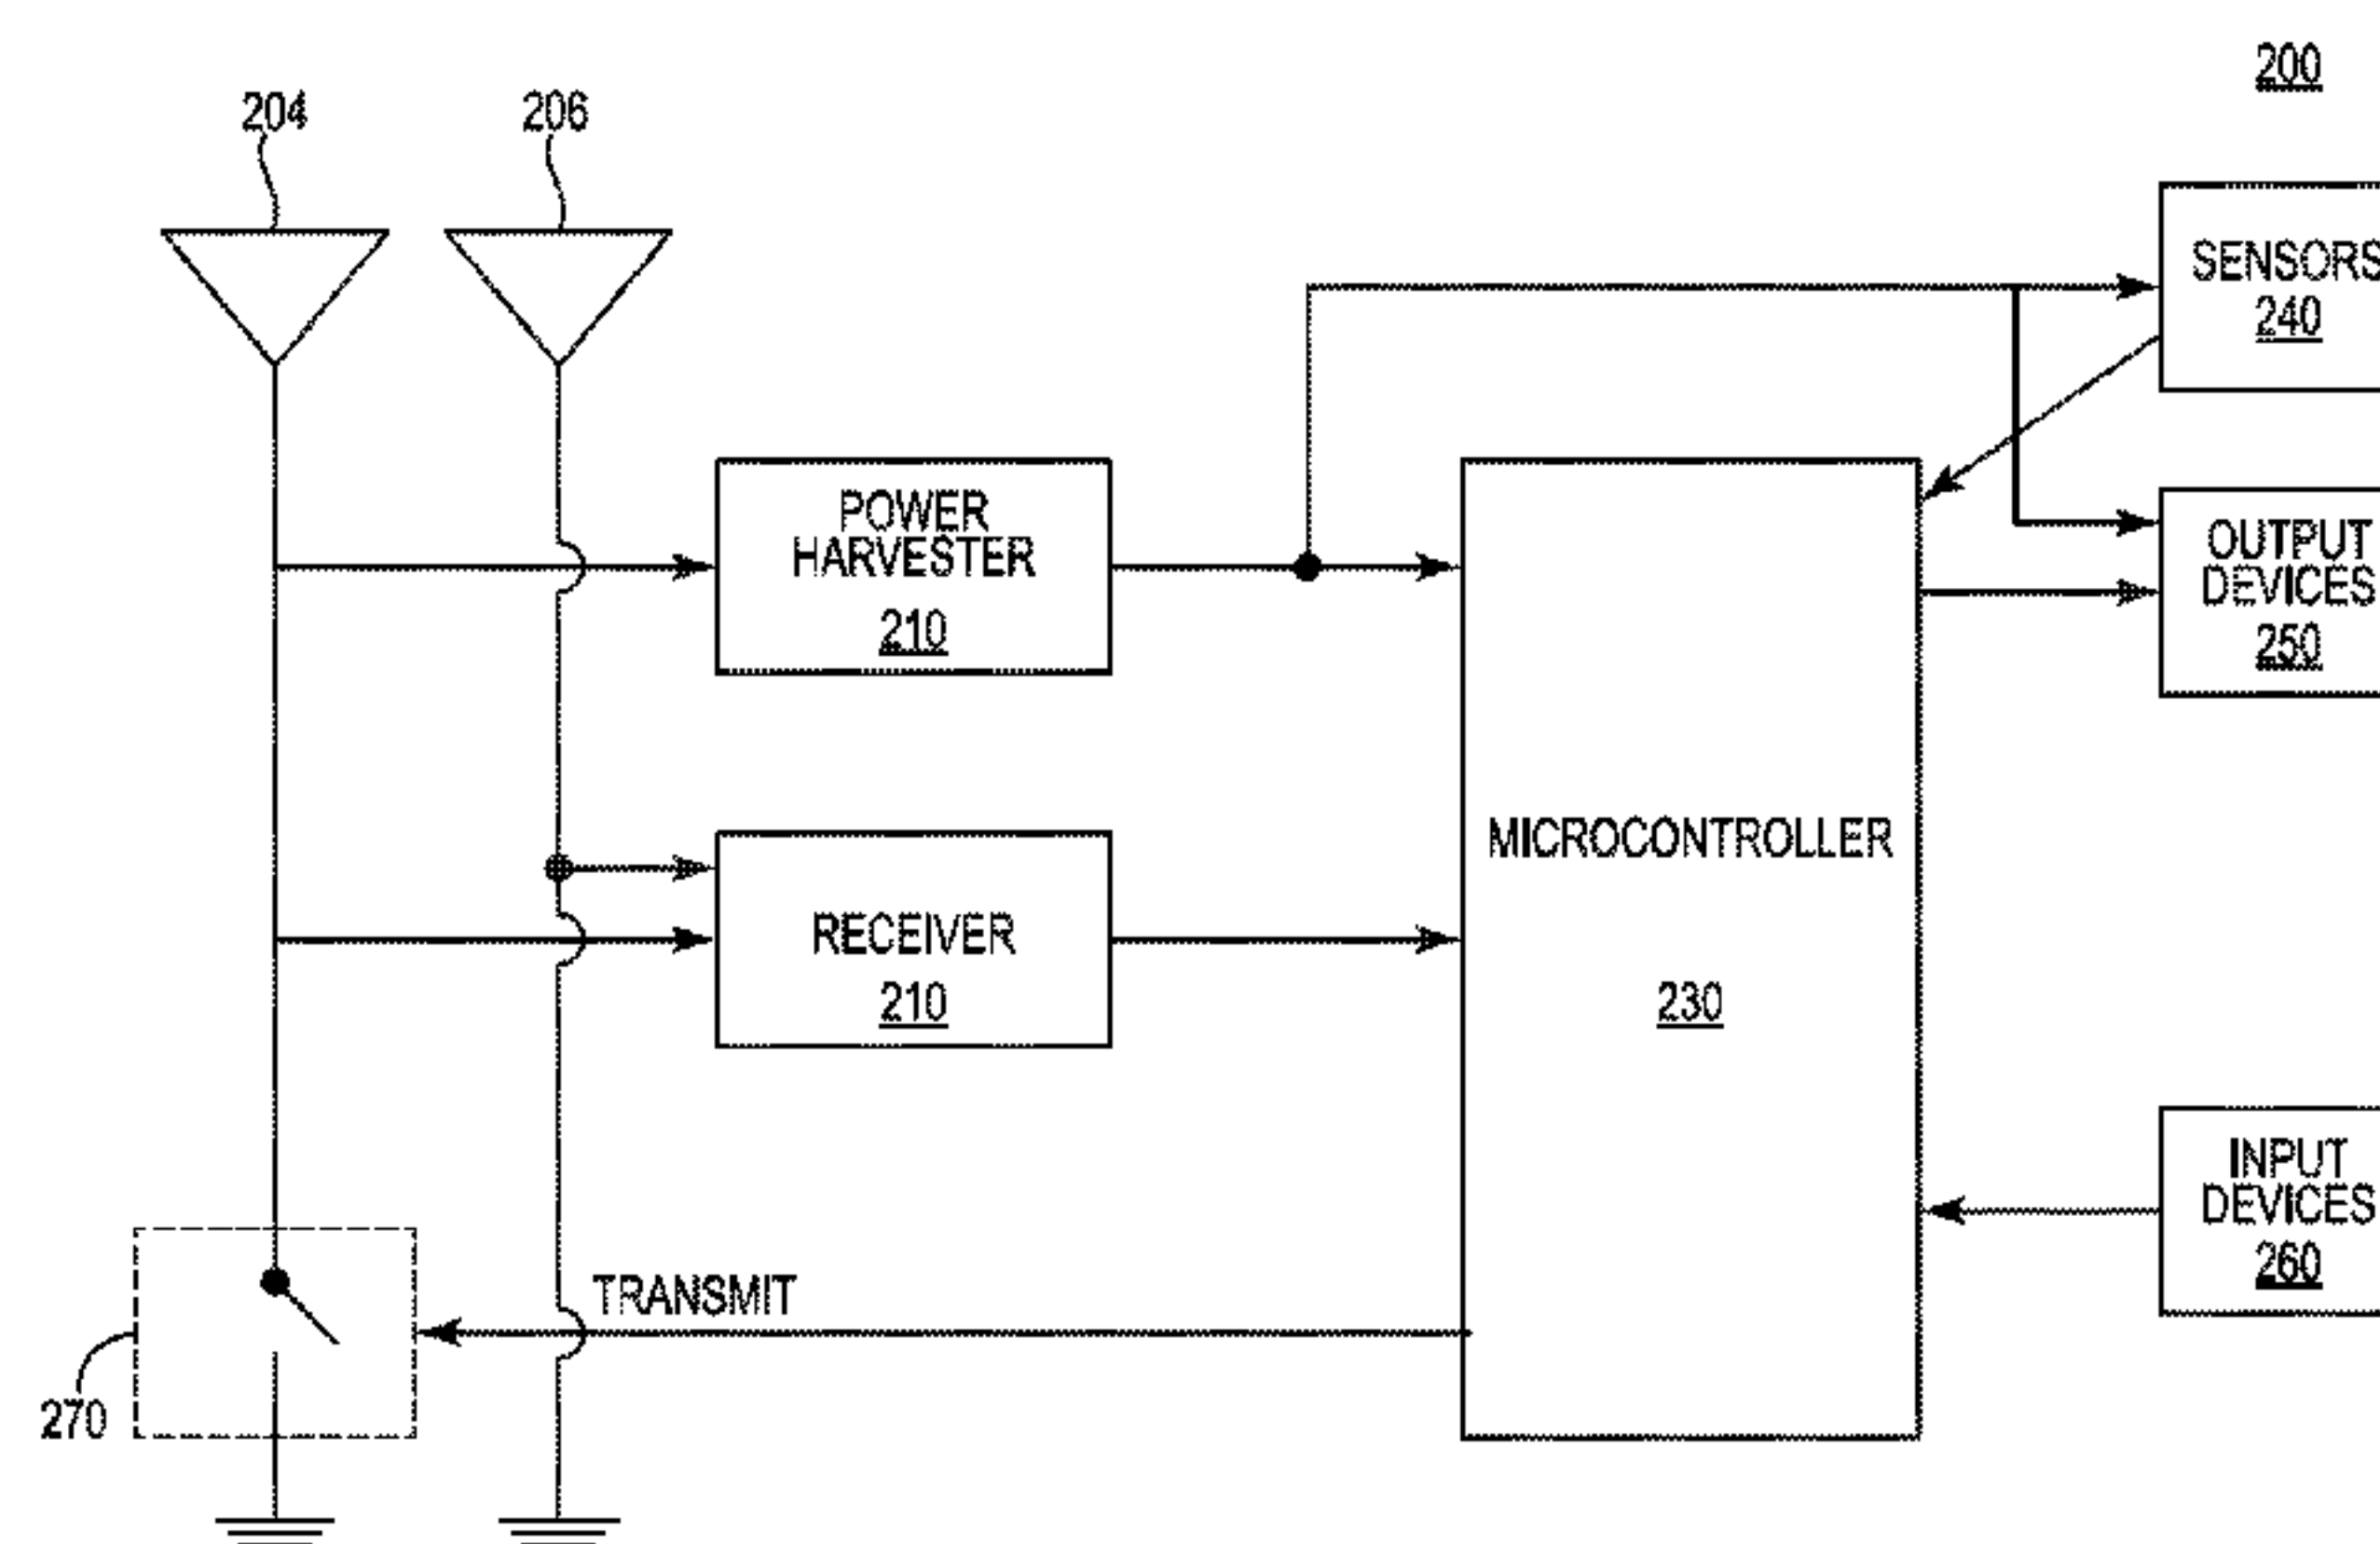 200
204
206
SENSORS
240
POWER
HARVESTER
210
OUTPUT
DEVICES
250
MICROCONTROLLER
230
RECEIVER
210
INPUT
DEVICES
260
TRANSMIT
270